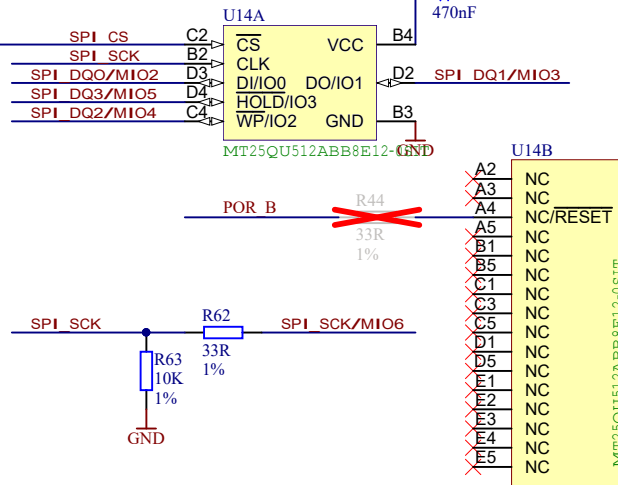 470nF
U14A
SPI_CS C2 CS VCC B4
SPI_SCK B2 CLK
SPI_DQ0/MIO2 D3 DI/IO0 DO/IO1 D2 SPI_DQ1/MIO3
SPI_DQ3/MIO5 D4 HOLD/IO3
SPI_DQ2/MIO4 C4 WP/IO2 GND B3
GND
U14B
A2 NC
A3 NC
POR_B R44 A4 NC/RESET
33R
1%
A5 NC
B1 NC
B5 NC
C1 NC
C3 NC
C5 NC
D1 NC
D5 NC
E1 NC
E2 NC
E3 NC
E4 NC
E5 NC
SPI_SCK R62 SPI_SCK/MIO6
33R
1%
R63
10K
1%
GND